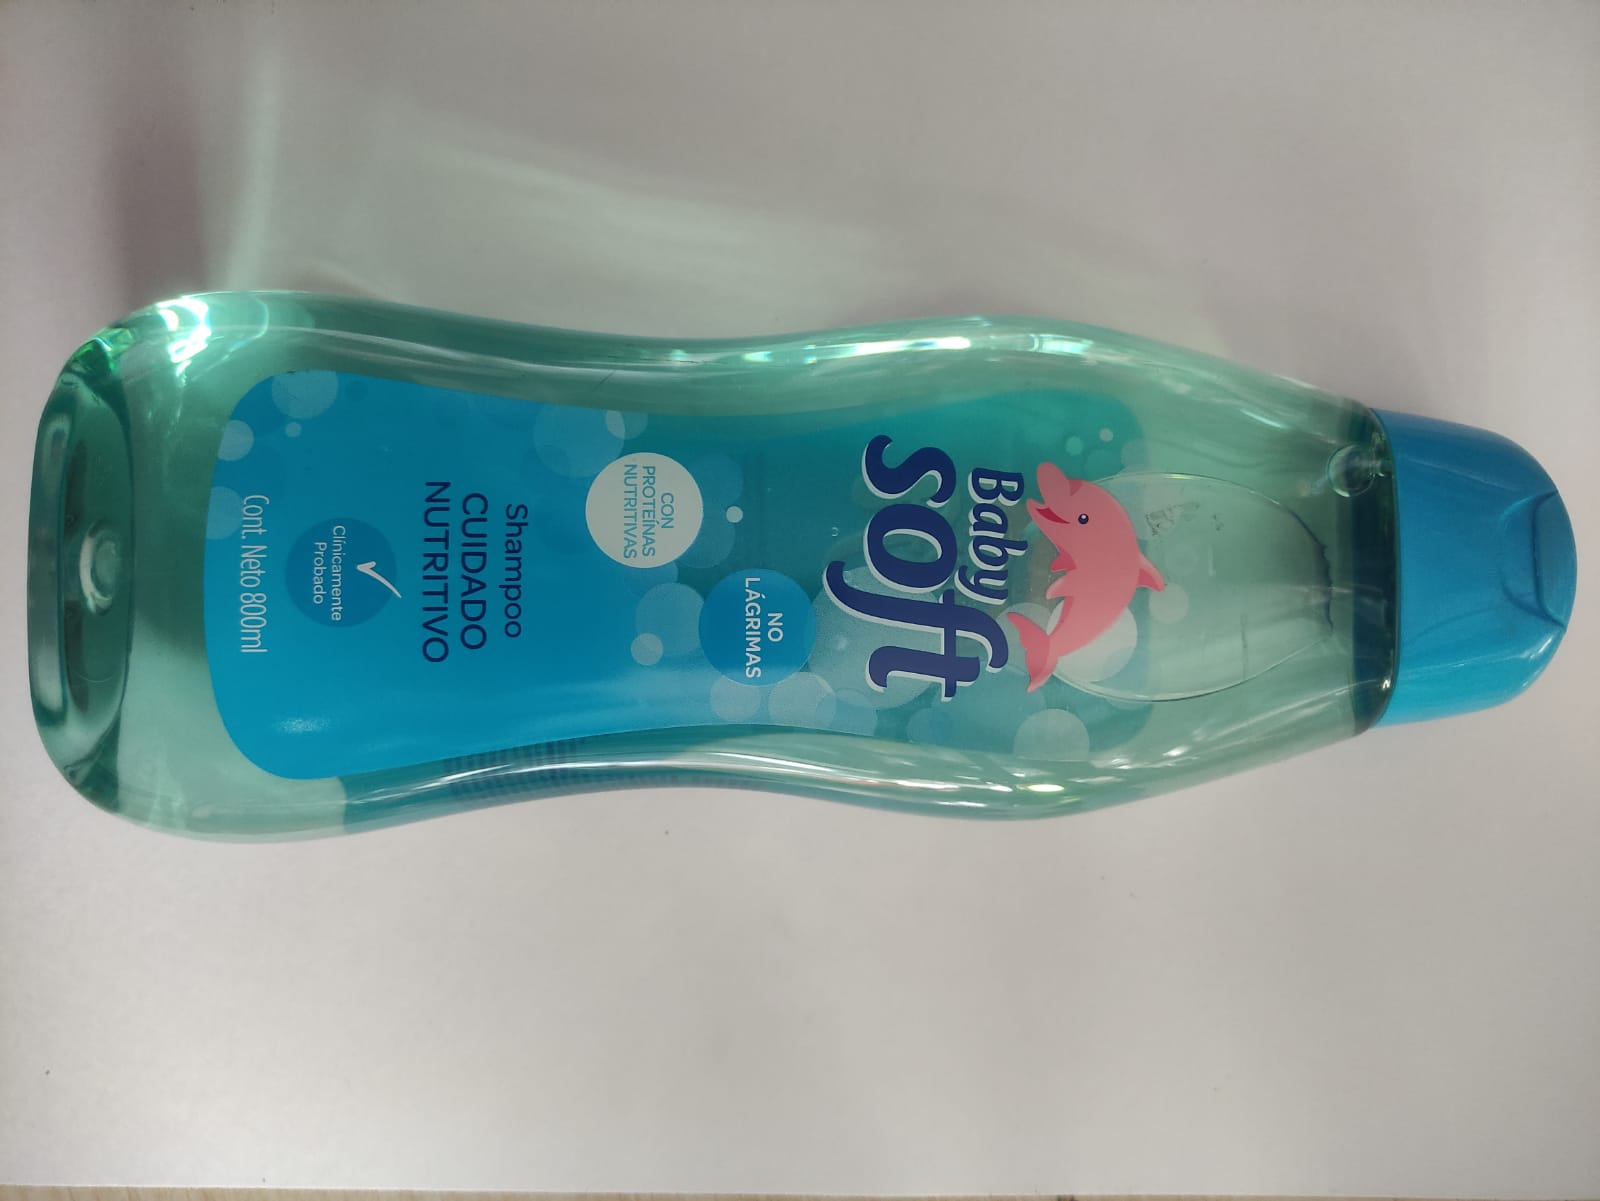 Baby
soft
NO
LÁGRIMAS
CON
PROTEÍNAS
NUTRITIVAS
Shampoo
CUIDADO
NUTRITIVO
Clínicamente
Probado
Cont. Neto 800ml